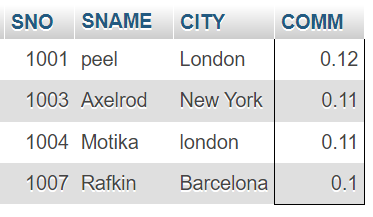 SNO SNAME CITY COMM
1001 peel London 0.12
1003 Axelrod New York 0.11
1004 Motika london 0.11
1007 Rafkin Barcelona 0.1